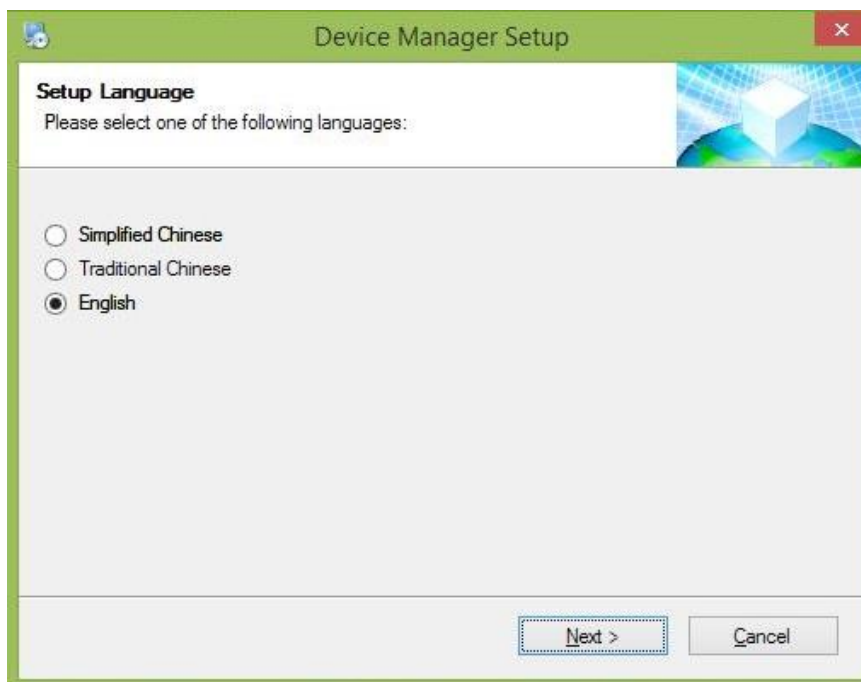 Device Manager Setup
Setup Language
Please select one of the following languages:
Simplified Chinese
Traditional Chinese
English
Next >
Cancel